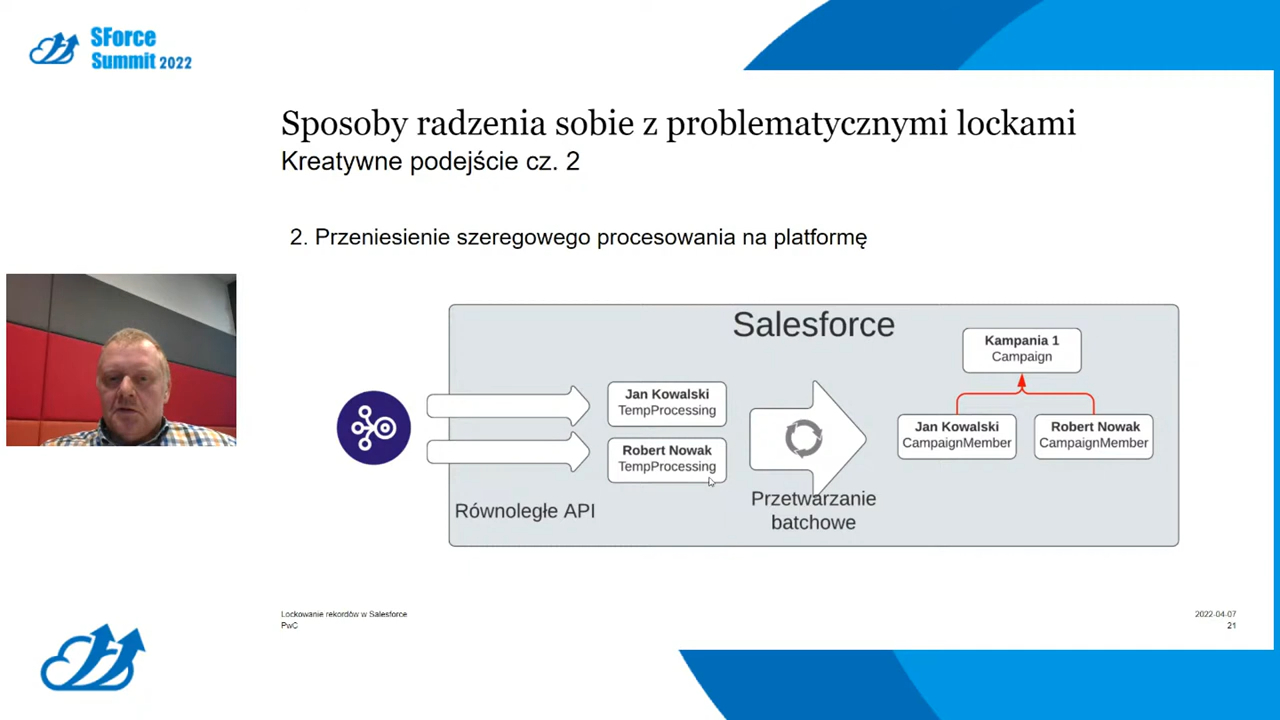 SForce
Summit 2022
Sposoby radzenia sobie z problematycznymi lockami
Kreatywne podejście cz. 2
2. Przeniesienie szeregowego procesowania na platformę
Salesforce
Kampania 1
Campaign
Jan Kowalski
TempProcessing
Robert Nowak
TempProcessing
Jan Kowalski
CampaignMember
Robert Nowak
CampaignMember
Równoległe API
Przetwarzanie
batchowe
Lockowanie rekordów w Salesforce
PwC
2022-04-07
21